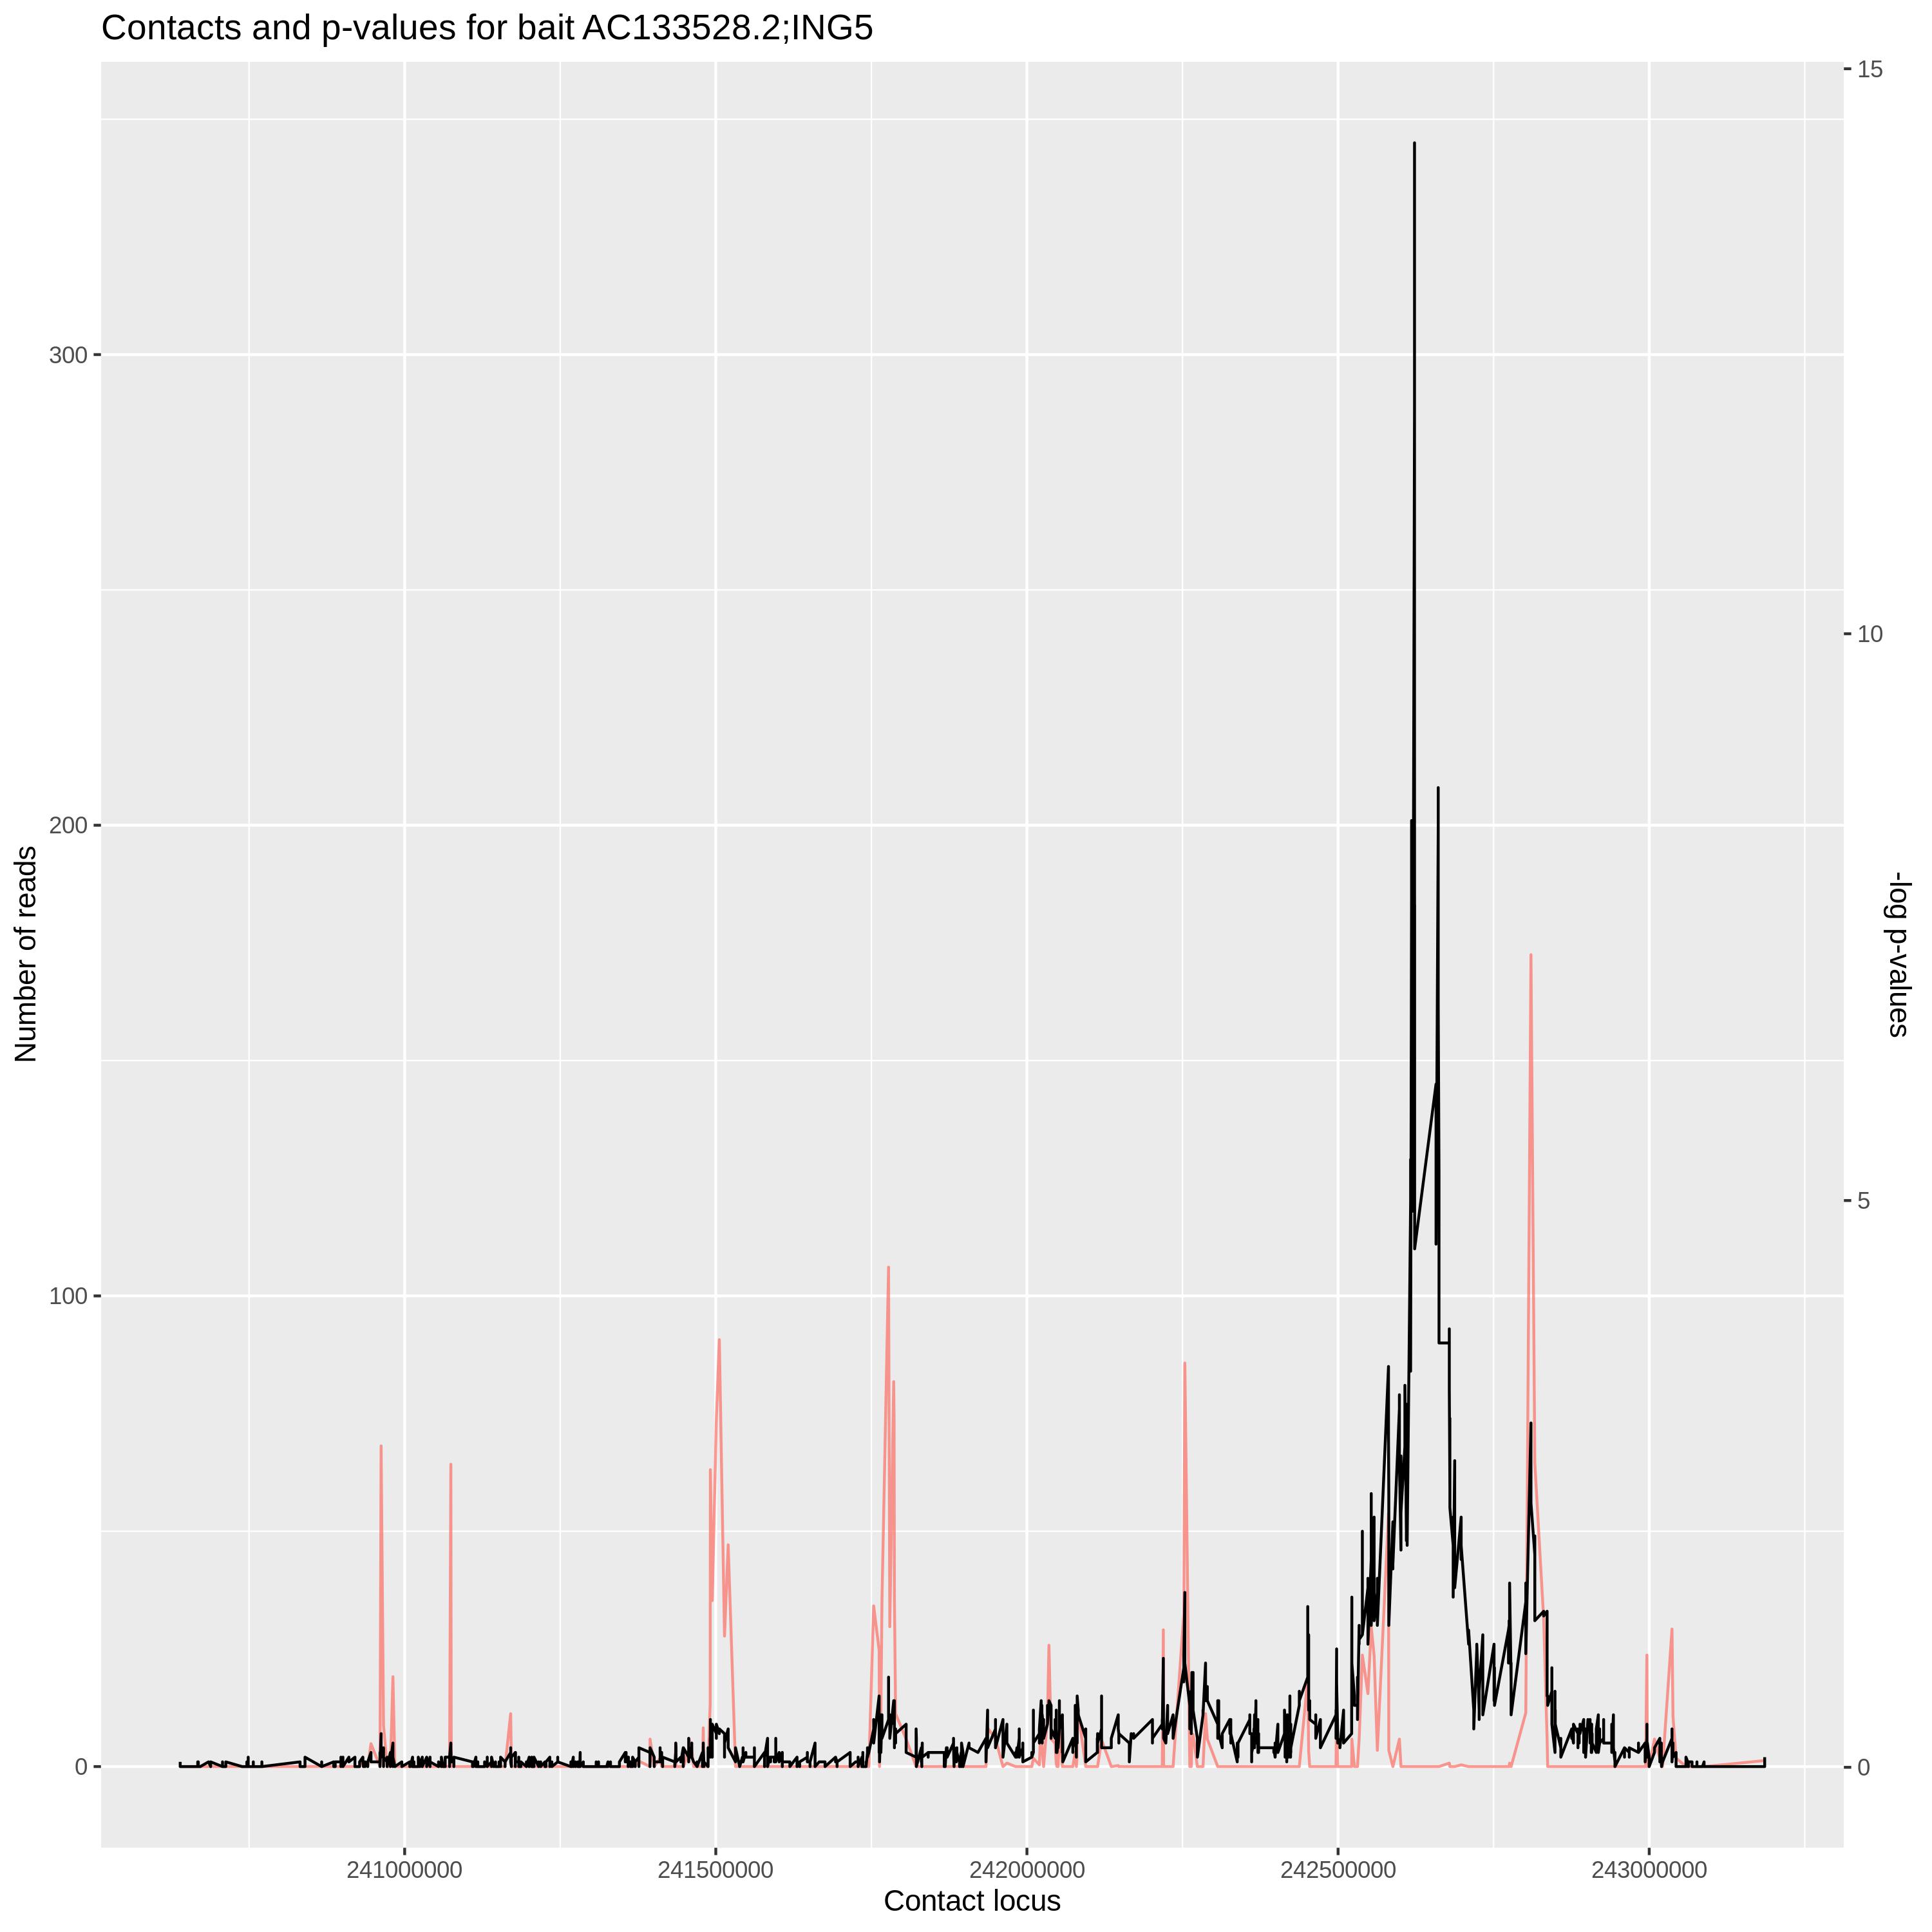 Contacts and p-values for bait AC133528.2;ING5
15
300
10
200
Number of reads
-log p-values
5
100
0
0
241000000 241500000 242000000 242500000 243000000
Contact locus